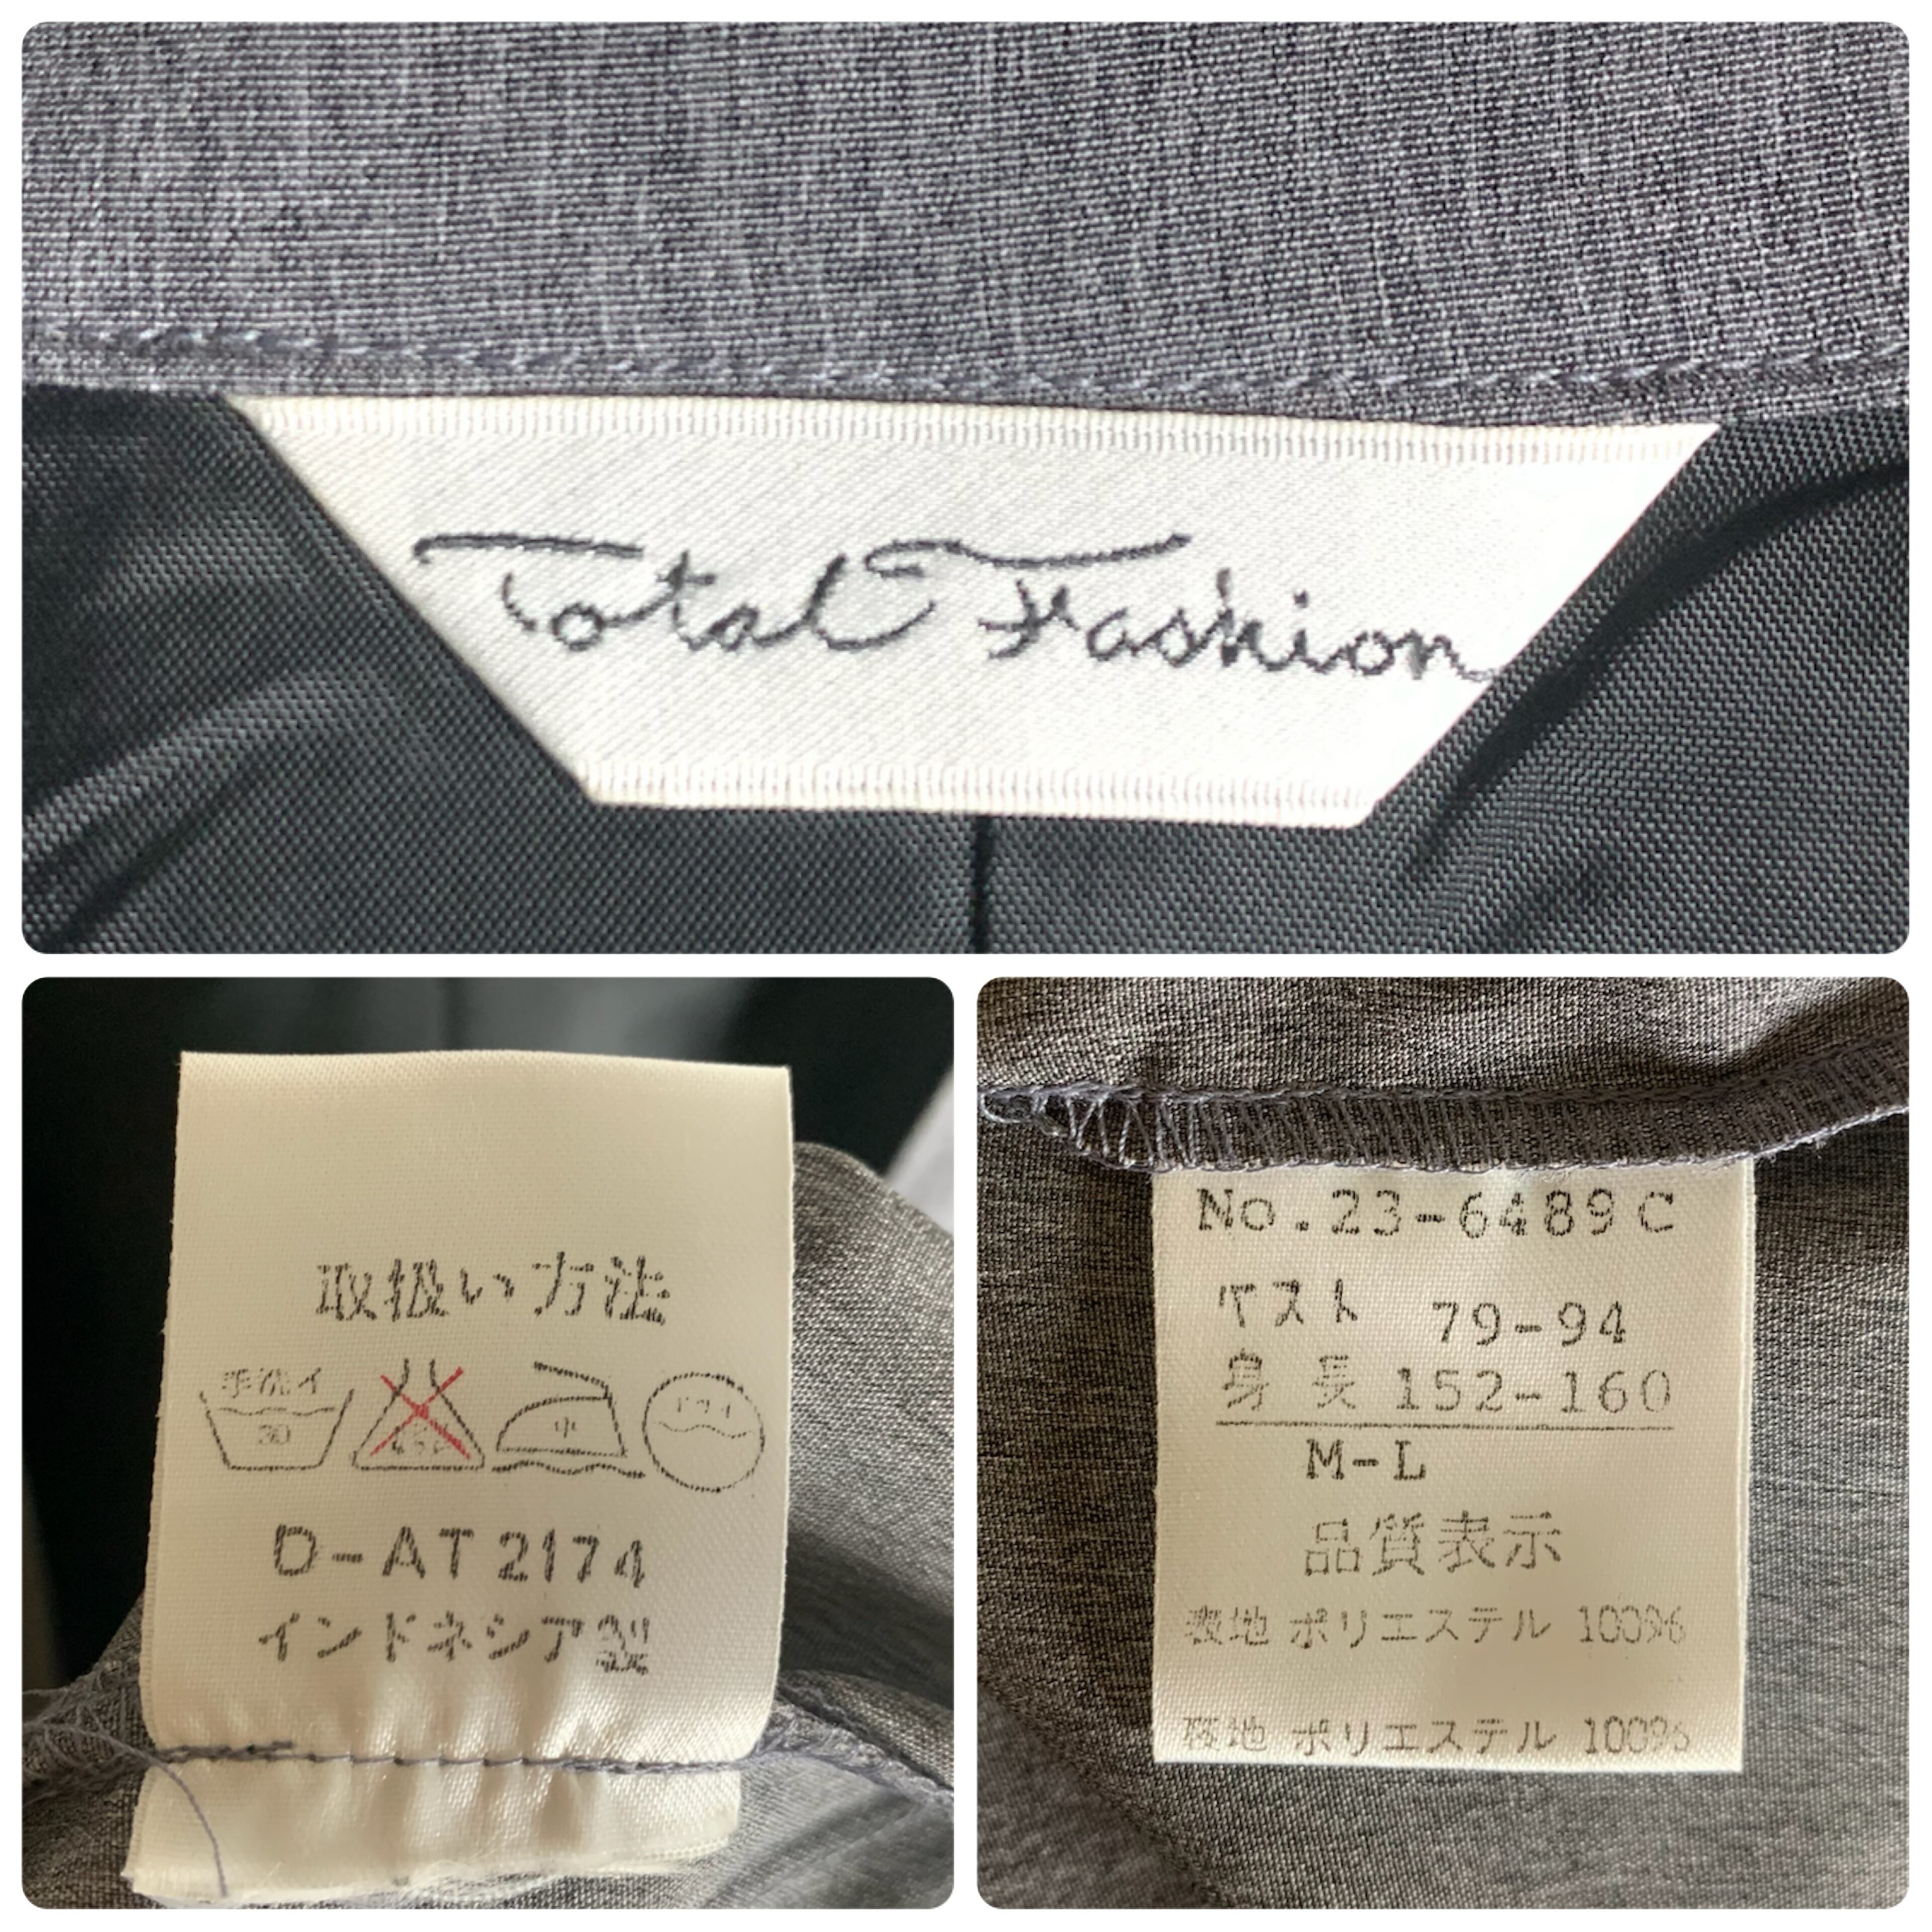 Total Fashion
取扱い方法
手洗イ
30
中
ドライ
D-AT 2174
インドネシア製
No.23-6489C
バスト 79-94
身長 152-160
M-L
品質表示
表地 ポリエステル 100%
裏地 ポリエステル 100%